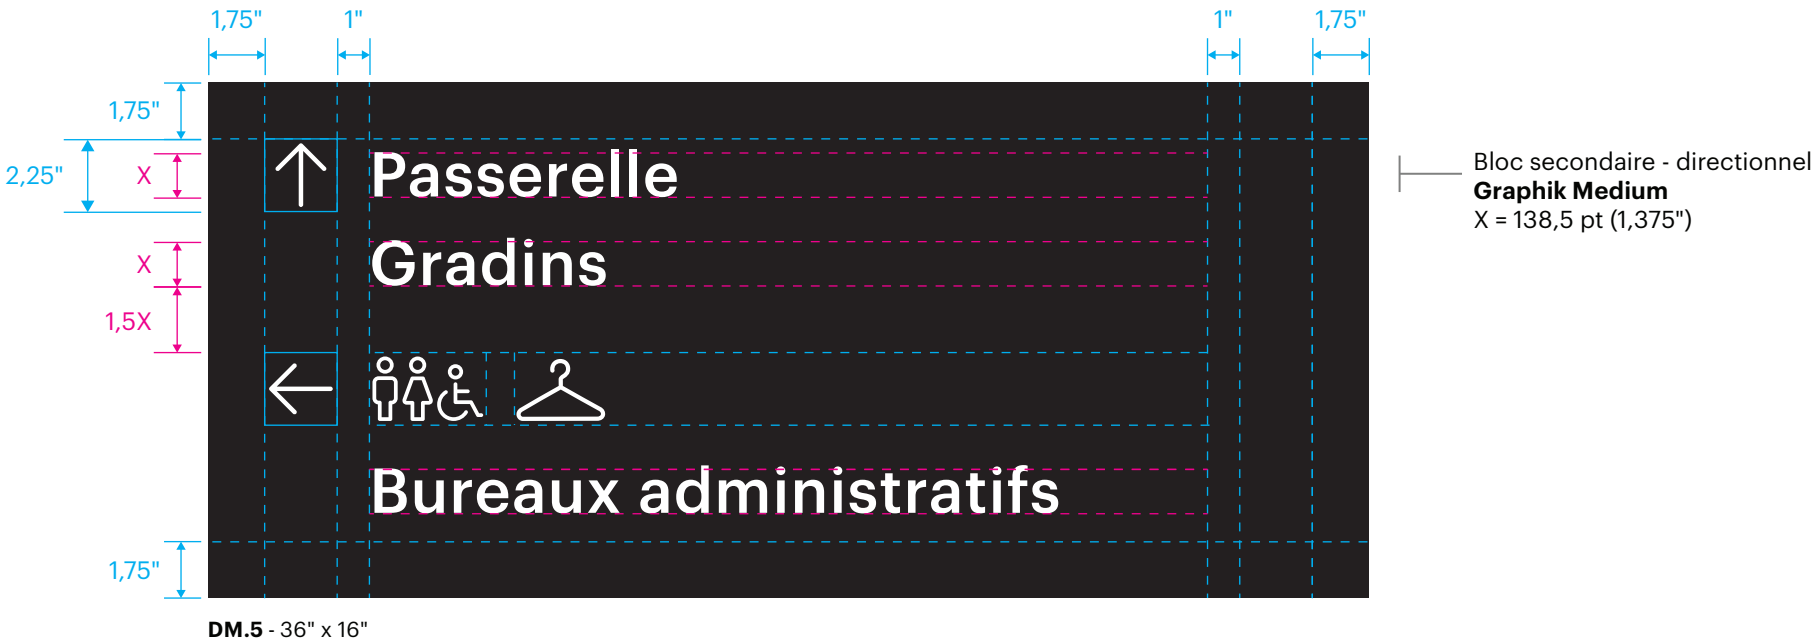 1,75" 1" 1" 1,75"
1,75"
2,25" X Passerelle
X Gradins
1,5X
Bureaux administratifs
1,75"
Bloc secondaire - directionnel
Graphik Medium
X = 138,5 pt (1,375")
DM.5 - 36" x 16"